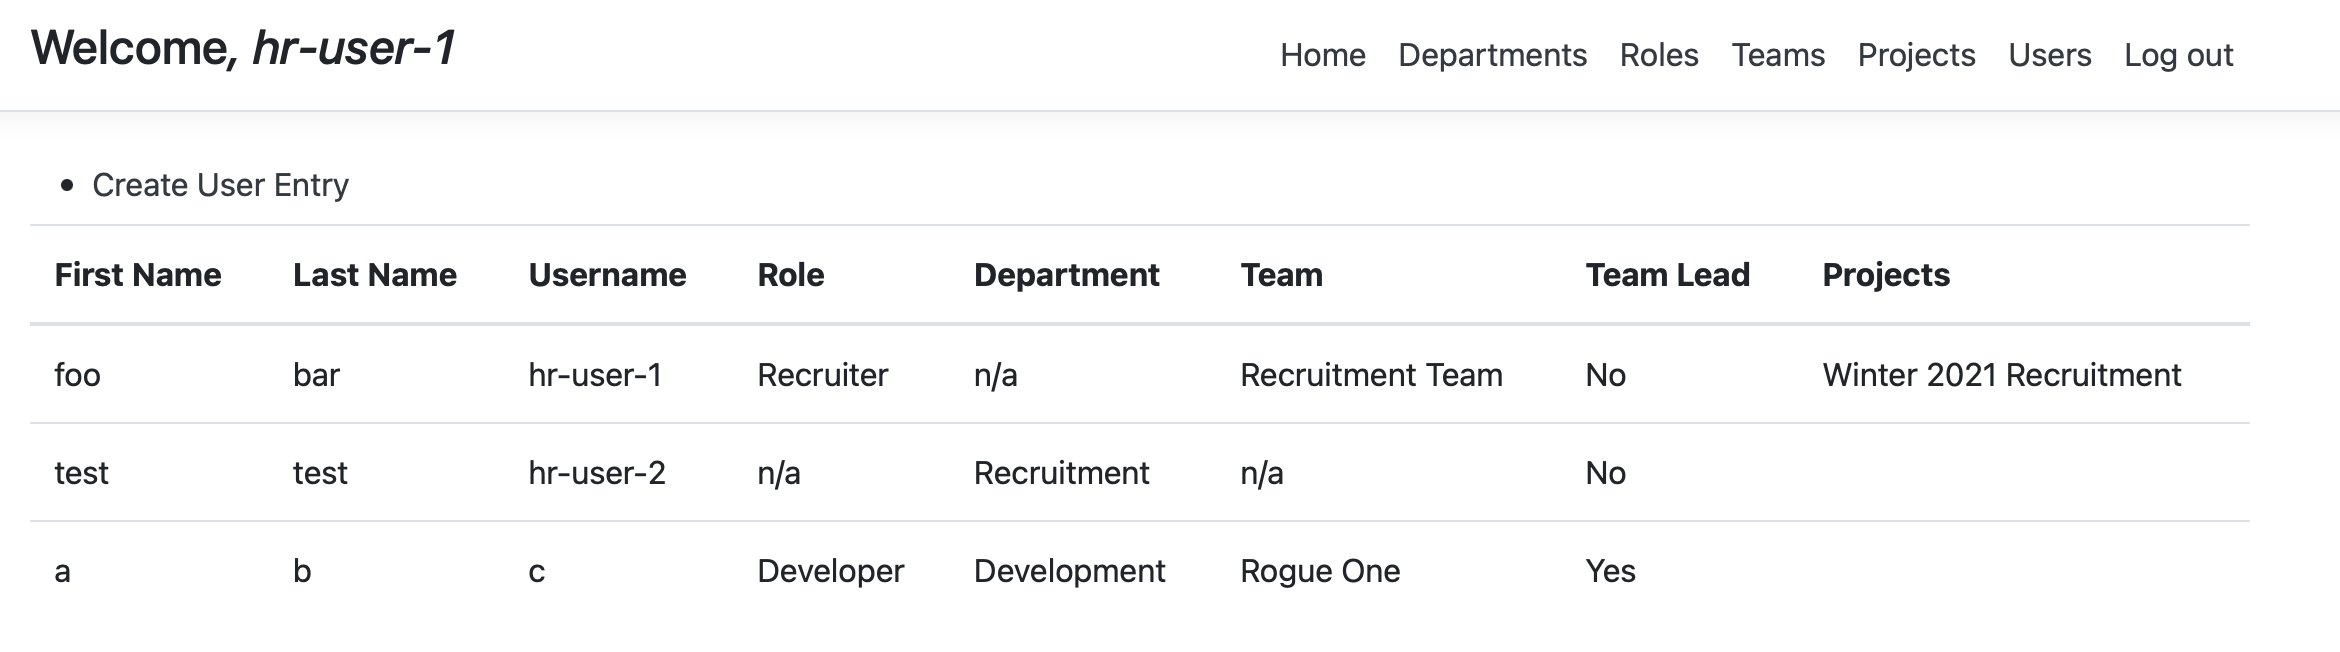 Welcome, hr-user-1
Home Departments Roles Teams Projects Users Log out
Create User Entry
First Name Last Name Username Role Department Team Team Lead Projects
foo bar hr-user-1 Recruiter n/a Recruitment Team No Winter 2021 Recruitment
test test hr-user-2 n/a Recruitment n/a No
a b c Developer Development Rogue One Yes